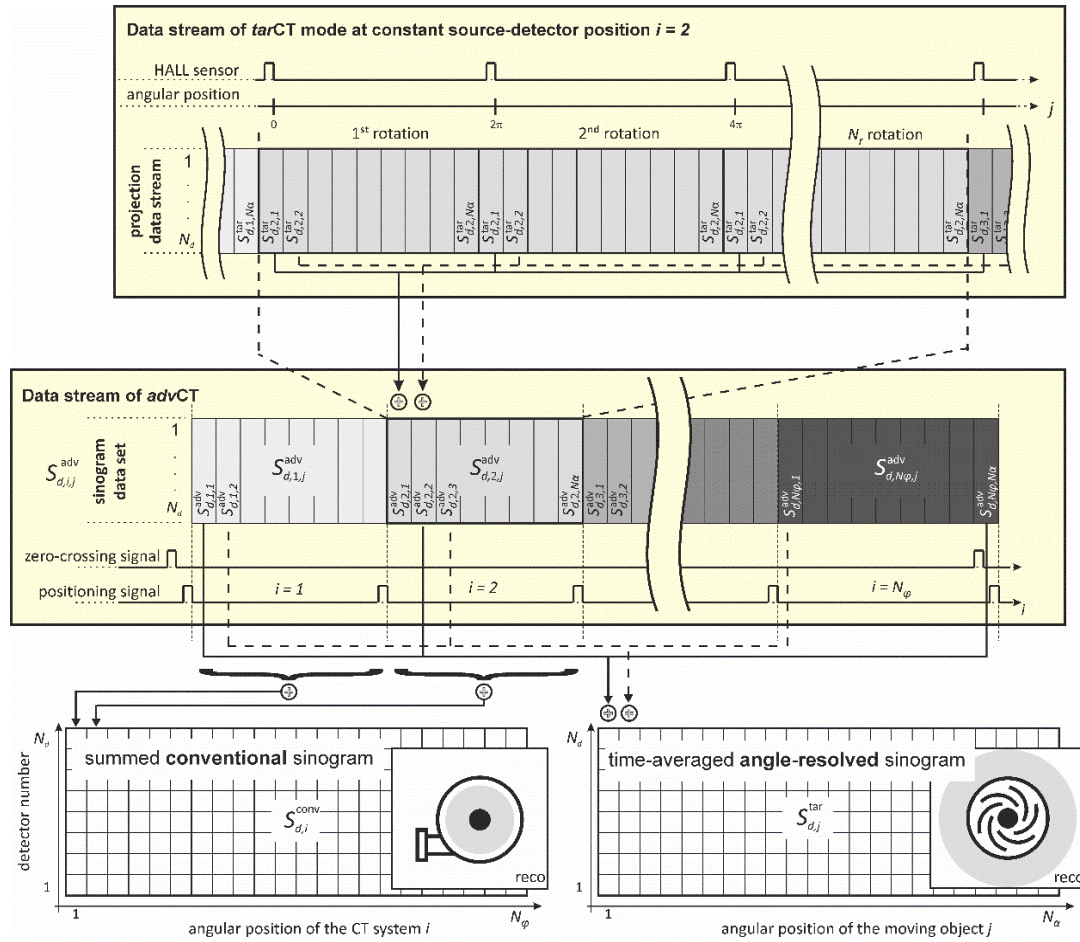 Data stream of tarCT mode at constant source-detector position i = 2
HALL sensor
angular position
j
0
2π
4π
1st rotation
2nd rotation
Nr rotation
projection
data stream
1
.
.
.
Nd
S tar d,1,Nα
S tar d,2,1
S tar d,2,2
S tar d,2,Nα
S tar d,2,1
S tar d,2,2
S tar d,2,Nα
S tar d,2,1
S tar d,2,2
S tar d,2,Nα
S tar d,3,1
Data stream of advCT
S adv d,i,j
sinogram
data set
1
.
.
.
Nd
S adv d,1,1
S adv d,1,2
S adv d,1,j
S adv d,2,1
S adv d,2,2
S adv d,2,3
S adv d,2,j
S adv d,2,Nα
S adv d,3,1
S adv d,3,2
S adv d,Nφ,1
S adv d,Nφ,j
S adv d,Nφ,Nα
zero-crossing signal
positioning signal
i = 1
i = 2
i = Nφ
i
Nd
detector number
1
summed conventional sinogram
S conv d,i
reco
1
Nφ
angular position of the CT system i
Nd
1
time-averaged angle-resolved sinogram
S tar d,j
reco
1
Nα
angular position of the moving object j